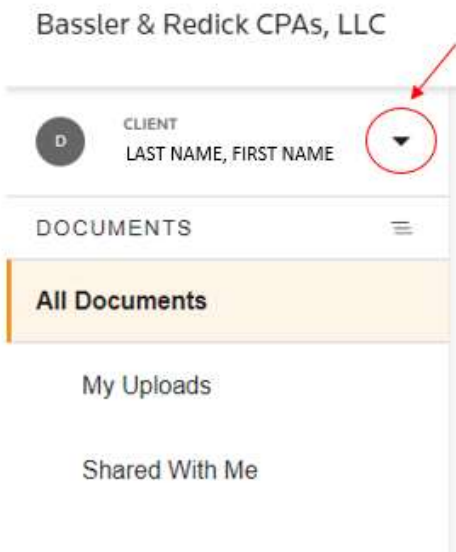 Bassler & Redick CPAs, LLC
CLIENT
D
LAST NAME, FIRST NAME
DOCUMENTS
All Documents
My Uploads
Shared With Me